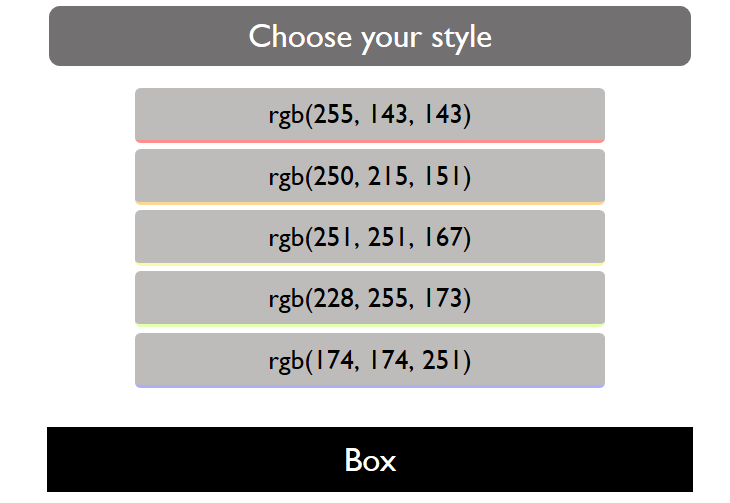 Choose your style
rgb(255, 143, 143)
rgb(250, 215, 151)
rgb(251, 251, 167)
rgb(228, 255, 173)
rgb(174, 174, 251)
Box